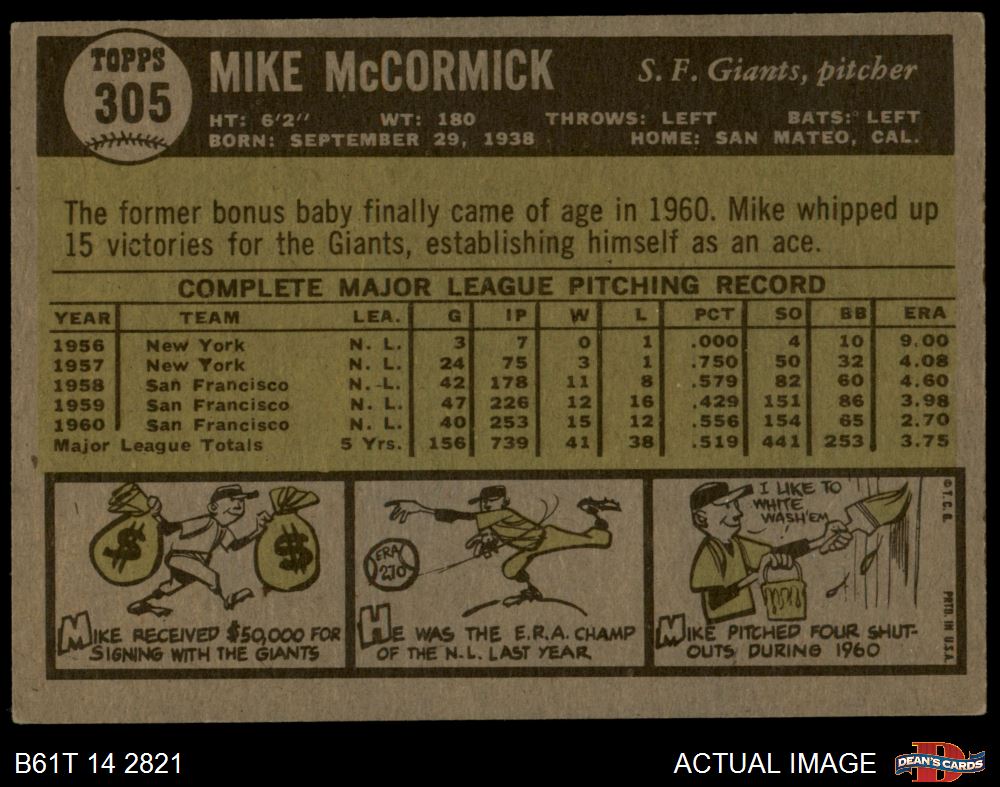 TOPPS
305
MIKE McCORMICK
S. F. Giants, pitcher
HT: 6'2" WT: 180 THROWS: LEFT BATS: LEFT
BORN: SEPTEMBER 29, 1938 HOME: SAN MATEO, CAL.
The former bonus baby finally came of age in 1960. Mike whipped up
15 victories for the Giants, establishing himself as an ace.
COMPLETE MAJOR LEAGUE PITCHING RECORD
YEAR TEAM LEA. G IP W L PCT SO BB ERA
1956 New York N. L. 3 7 0 1 .000 4 10 9.00
1957 New York N. L. 24 75 3 1 .750 50 32 4.08
1958 San Francisco N. L. 42 178 11 8 .579 82 60 4.60
1959 San Francisco N. L. 47 226 12 16 .429 151 86 3.98
1960 San Francisco N. L. 40 253 15 12 .556 154 65 2.70
Major League Totals 5 Yrs. 156 739 41 38 .519 441 253 3.75
$ $
MIKE RECEIVED $50,000 FOR
SIGNING WITH THE GIANTS
ERA
2.70
HE WAS THE E.R.A. CHAMP
OF THE N.L. LAST YEAR
I LIKE TO
WHITE
WASH'EM
MIKE PITCHED FOUR SHUT-
OUTS DURING 1960
© T. C. G.
PRTD. IN U.S.A.
B61T 14 2821
ACTUAL IMAGE
D
DEAN'S CARDS